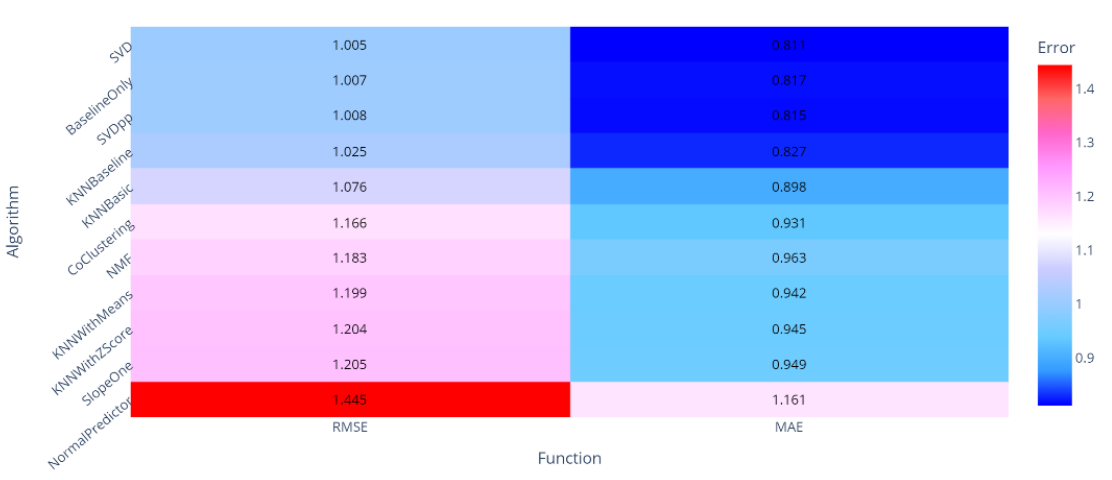 Algorithm
SVD 1.005 0.811
BaselineOnly 1.007 0.817
SVDpp 1.008 0.815
KNNBaseline 1.025 0.827
KNNBasic 1.076 0.898
CoClustering 1.166 0.931
NMF 1.183 0.963
KNNWithMeans 1.199 0.942
KNNWithZScore 1.204 0.945
SlopeOne 1.205 0.949
NormalPredictor 1.445 1.161
RMSE MAE
Function
Error
1.4
1.3
1.2
1.1
1
0.9